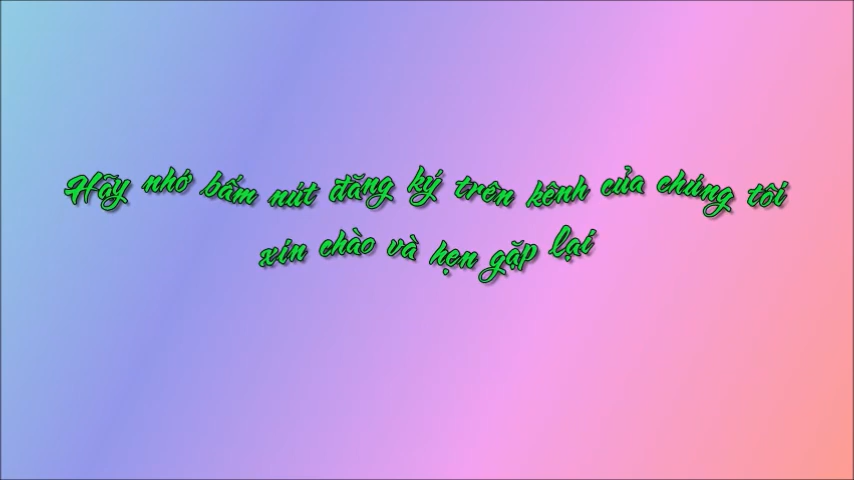 Hãy nhớ bấm nút đăng ký trên kênh của chúng tôi
xin chào và hẹn gặp lại